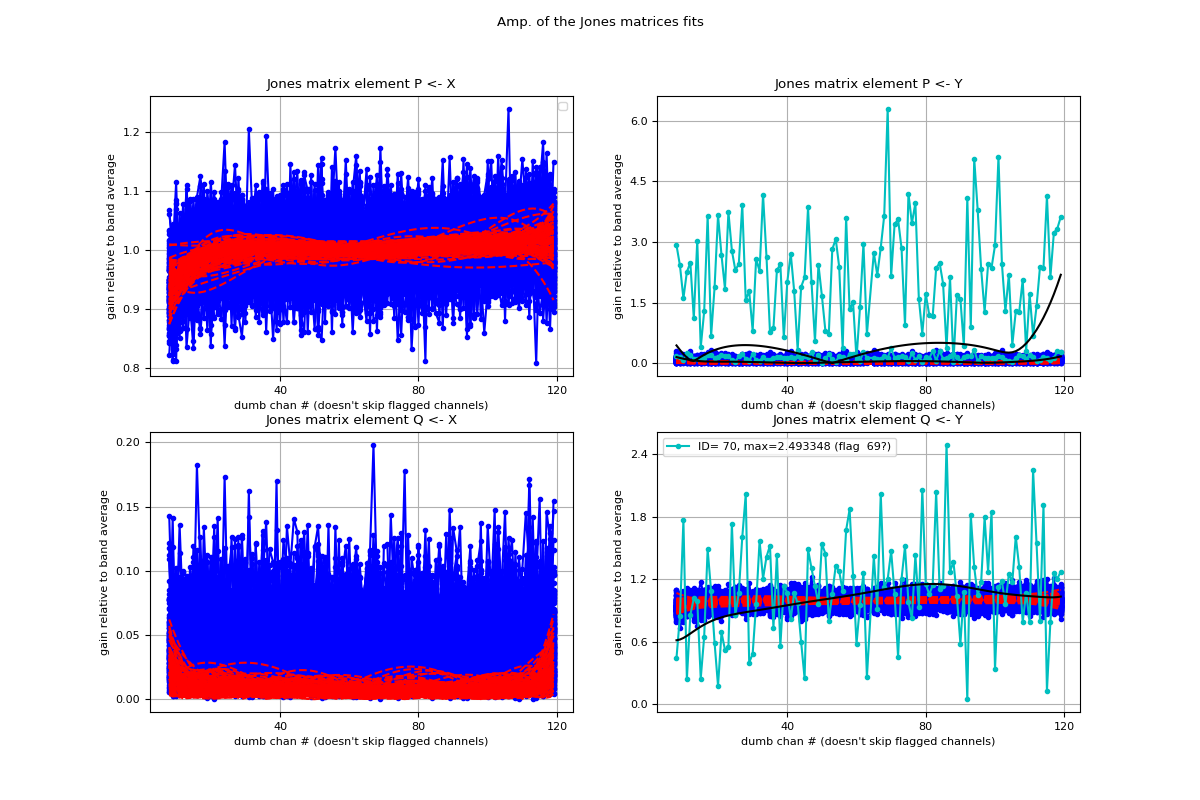 Amp. of the Jones matrices fits
Jones matrix element P <- X
gain relative to band average
1.2
1.1
1.0
0.9
0.8
40
80
120
dumb chan # (doesn't skip flagged channels)
Jones matrix element P <- Y
gain relative to band average
6.0
4.5
3.0
1.5
0.0
40
80
120
dumb chan # (doesn't skip flagged channels)
Jones matrix element Q <- X
gain relative to band average
0.20
0.15
0.10
0.05
0.00
40
80
120
dumb chan # (doesn't skip flagged channels)
Jones matrix element Q <- Y
gain relative to band average
ID= 70, max=2.493348 (flag  69?)
2.4
1.8
1.2
0.6
0.0
40
80
120
dumb chan # (doesn't skip flagged channels)